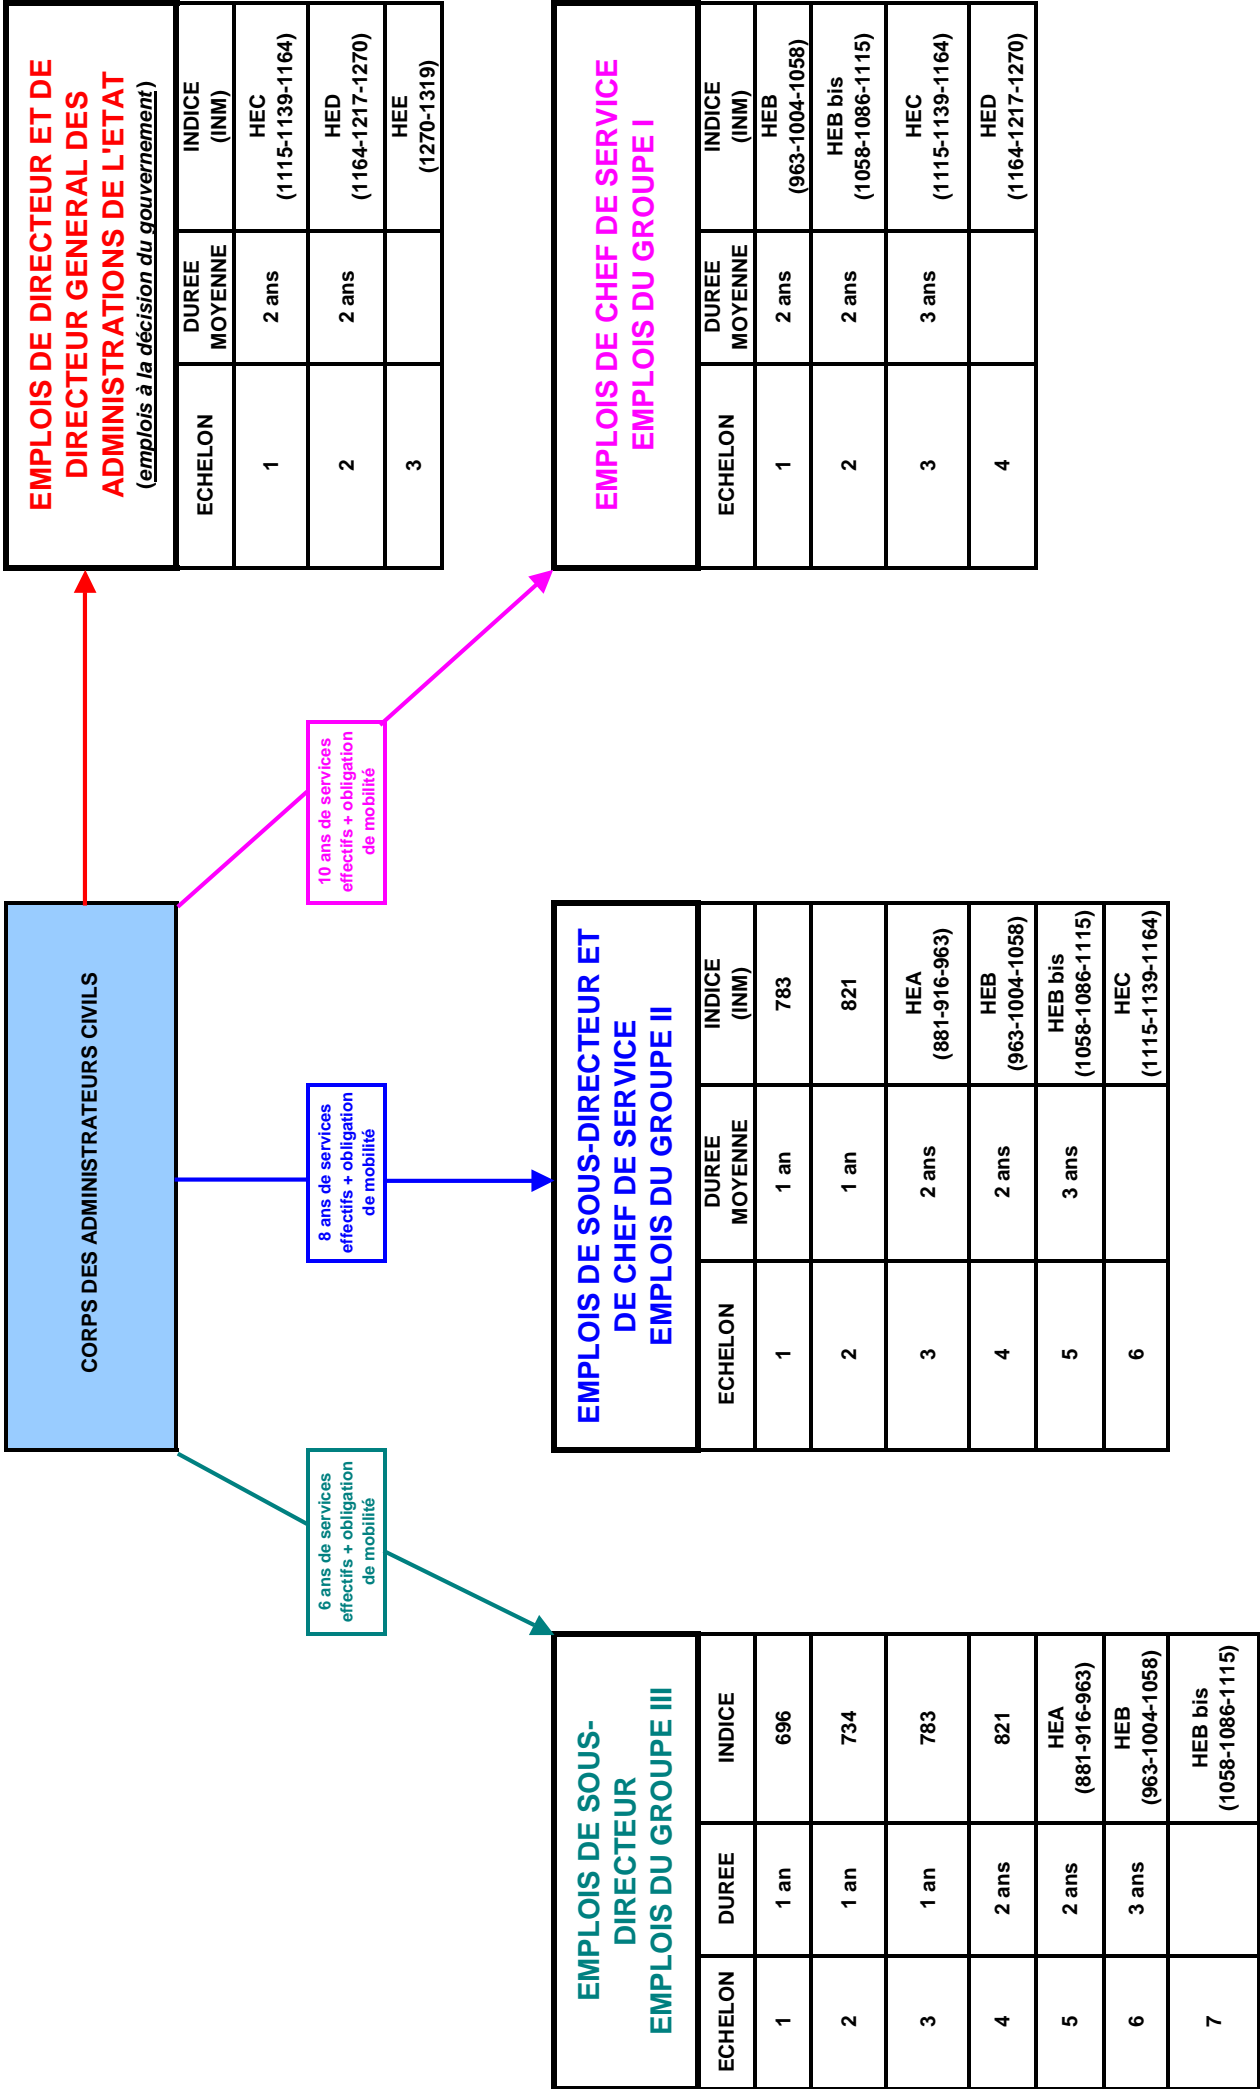 CORPS DES ADMINISTRATEURS CIVILS
EMPLOIS DE DIRECTEUR ET DE
DIRECTEUR GENERAL DES
ADMINISTRATIONS DE L'ETAT
(emplois à la décision du gouvernement)
ECHELON
DUREE
MOYENNE
INDICE
(INM)
1
2 ans
HEC
(1115-1139-1164)
2
2 ans
HED
(1164-1217-1270)
3
HEE
(1270-1319)
6 ans de services
effectifs + obligation
de mobilité
8 ans de services
effectifs + obligation
de mobilité
10 ans de services
effectifs + obligation
de mobilité
EMPLOIS DE SOUS-
DIRECTEUR
EMPLOIS DU GROUPE III
ECHELON
DUREE
INDICE
1
1 an
696
2
1 an
734
3
1 an
783
4
2 ans
821
5
2 ans
HEA
(881-916-963)
6
3 ans
HEB
(963-1004-1058)
7
HEB bis
(1058-1086-1115)
EMPLOIS DE SOUS-DIRECTEUR ET
DE CHEF DE SERVICE
EMPLOIS DU GROUPE II
ECHELON
DUREE
MOYENNE
INDICE
(INM)
1
1 an
783
2
1 an
821
3
2 ans
HEA
(881-916-963)
4
2 ans
HEB
(963-1004-1058)
5
3 ans
HEB bis
(1058-1086-1115)
6
HEC
(1115-1139-1164)
EMPLOIS DE CHEF DE SERVICE
EMPLOIS DU GROUPE I
ECHELON
DUREE
MOYENNE
INDICE
(INM)
1
2 ans
HEB
(963-1004-1058)
2
2 ans
HEB bis
(1058-1086-1115)
3
3 ans
HEC
(1115-1139-1164)
4
HED
(1164-1217-1270)